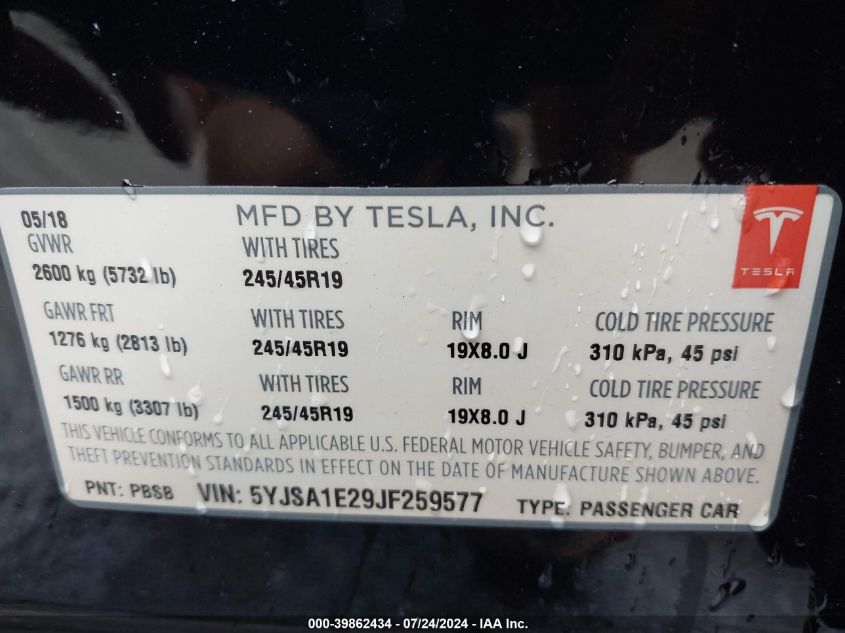 05/18 MFD BY TESLA, INC.
GVWR WITH TIRES
2600 kg (5732 lb) 245/45R19
TESLA
GAWR FRT WITH TIRES RIM COLD TIRE PRESSURE
1276 kg (2813 lb) 245/45R19 19X8.0 J 310 kPa, 45 psi
GAWR RR WITH TIRES RIM COLD TIRE PRESSURE
1500 kg (3307 lb) 245/45R19 19X8.0 J 310 kPa, 45 psi
THIS VEHICLE CONFORMS TO ALL APPLICABLE U.S. FEDERAL MOTOR VEHICLE SAFETY, BUMPER, AND
THEFT PREVENTION STANDARDS IN EFFECT ON THE DATE OF MANUFACTURE SHOWN ABOVE.
PNT: PBSB VIN: 5YJSA1E29JF259577 TYPE: PASSENGER CAR
000-39862434 - 07/24/2024 - IAA Inc.